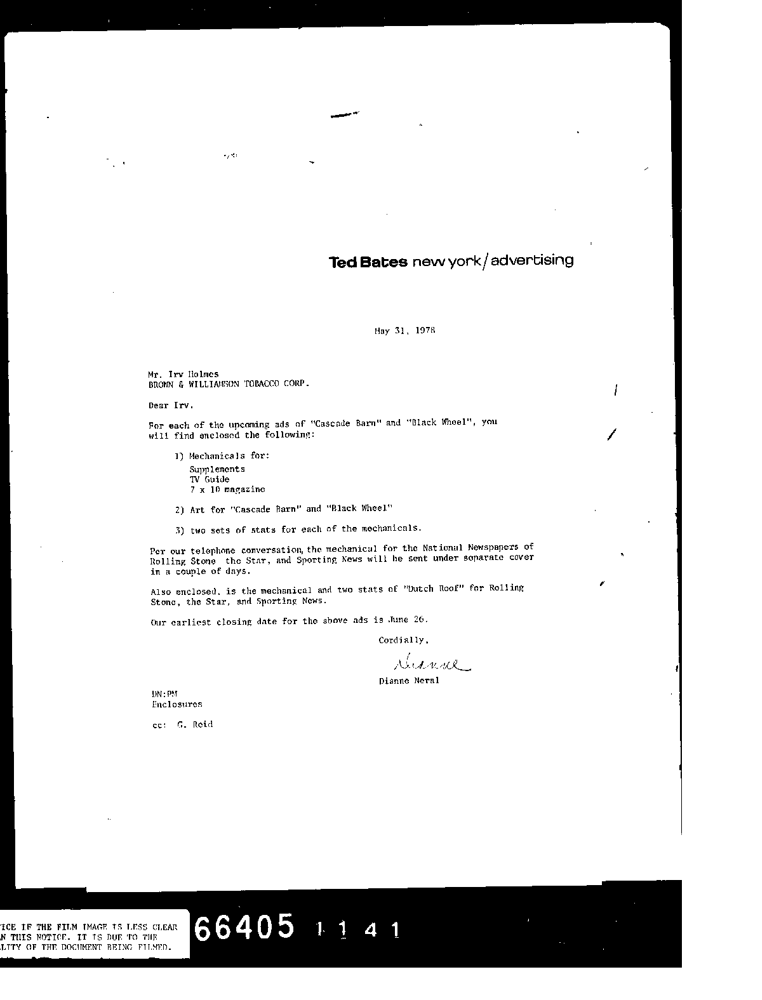 Ted Bates new york/advertising
May 31, 1978
Mr. Irv Holmes
BROWN & WILLIAMSON TOBACCO CORP.
Dear Irv,
For each of the upcoming ads of "Cascade Barn" and "Black Wheel", you
will find enclosed the following:
1) Mechanicals for:
Supplements
TV Guide
7 x 10 magazine
2) Art for "Cascade Barn" and "Black Wheel"
3) two sets of stats for each of the mechanicals.
Per our telephone conversation, the mechanical for the National Newspapers of
Rolling Stone the Star, and Sporting News will be sent under separate cover
in a couple of days.
Also enclosed, is the mechanical and two stats of "Dutch Roof" for Rolling
Stone, the Star, and Sporting News.
Our earliest closing date for the above ads is June 26.
Cordially,
Dianne
Dianne Neral
DN:PM
Enclosures
cc: G. Reid
ICE IF THE FILM IMAGE IS LESS CLEAR
N THIS NOTICE. IT IS DUE TO THE
LITY OF THE DOCUMENT BEING FILMED.
66405 1 1 4 1